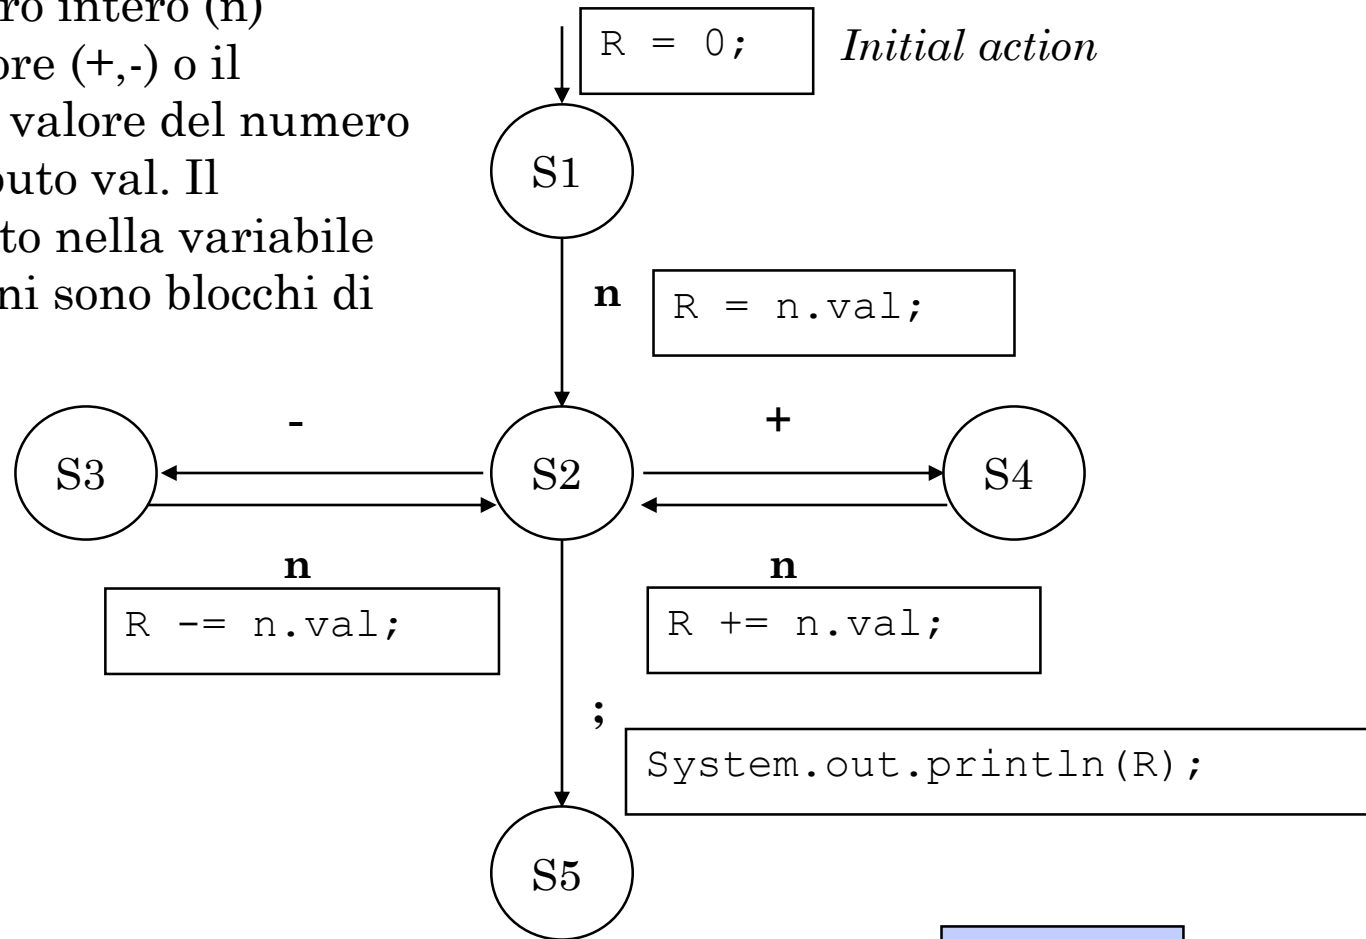 ro intero (n)
ore (+,-) o il
valore del numero
outo val. Il
to nella variabile
ni sono blocchi di
R = 0;
Initial action
S1
n
R = n.val;
-
+
S3
S2
S4
n
n
R -= n.val;
R += n.val;
;
System.out.println(R);
S5